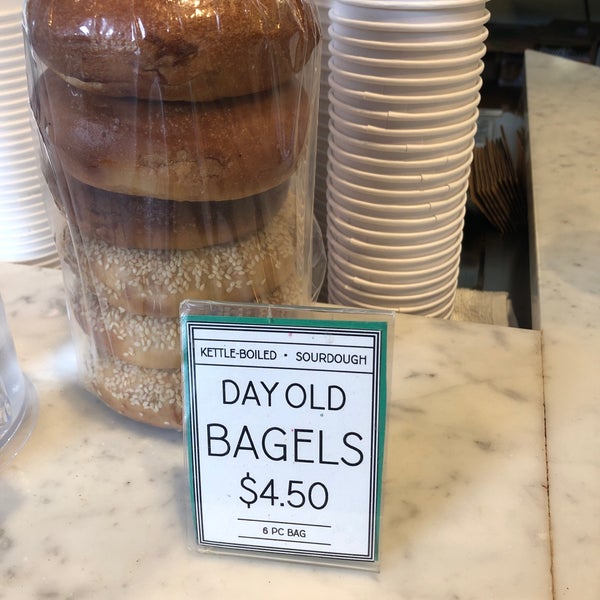 KETTLE-BOILED • SOURDOUGH
DAY OLD
BAGELS
$4.50
6 PC BAG